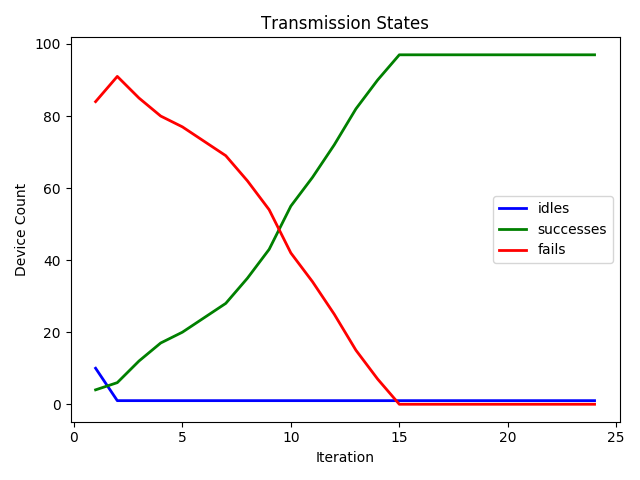 Transmission States
100
80
60
40
20
0
Device Count
idles
successes
fails
0 5 10 15 20 25
Iteration